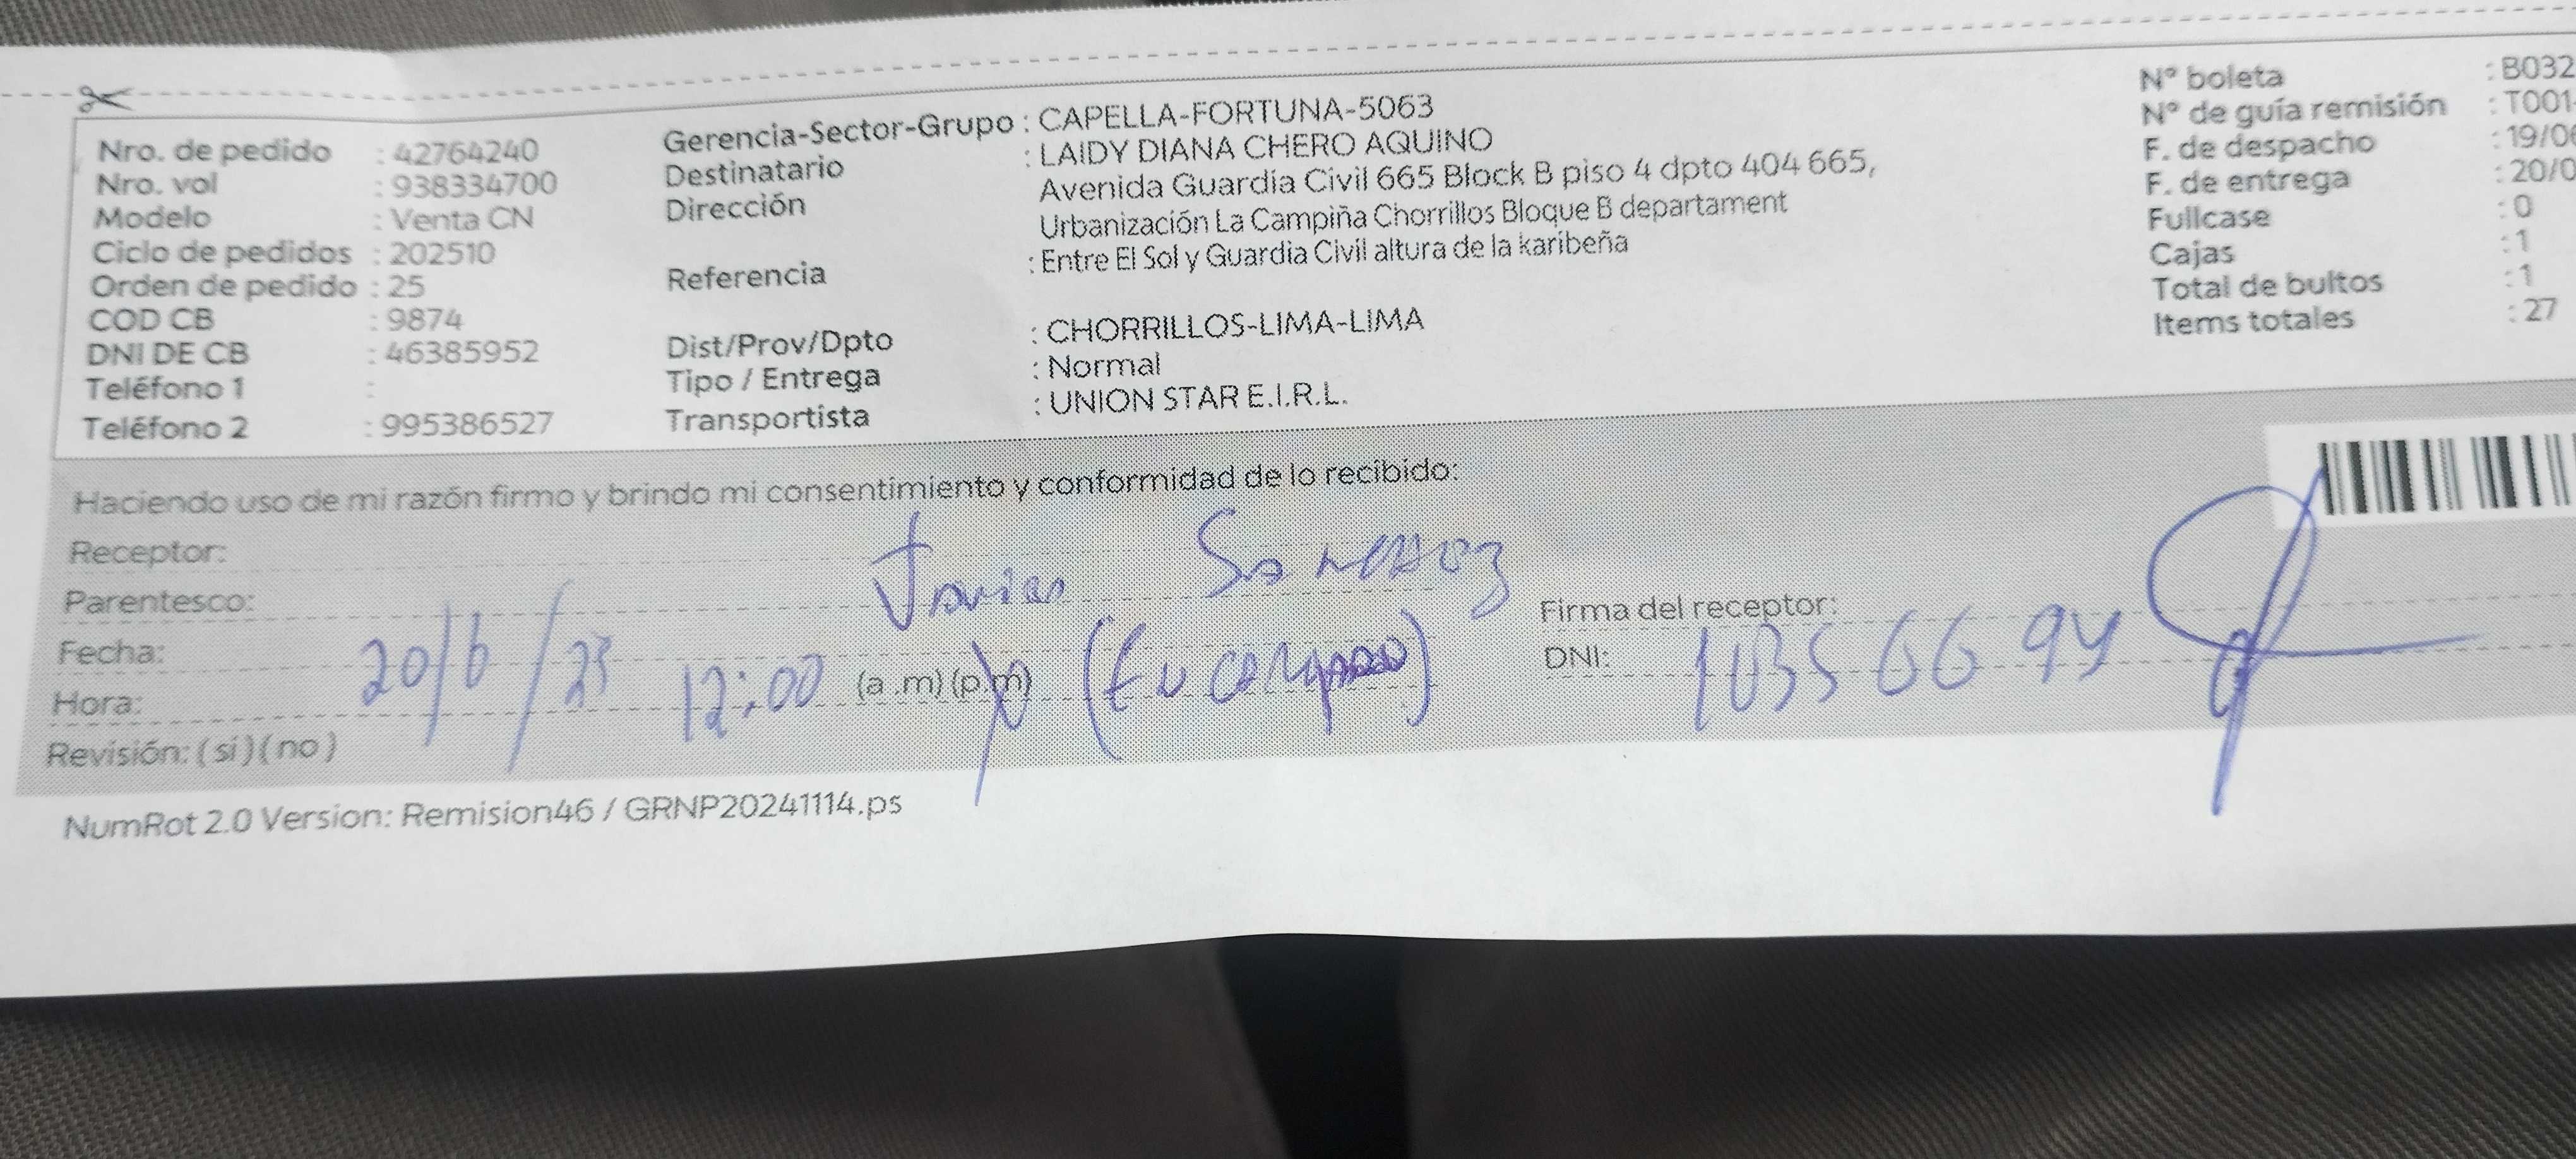 Nro. de pedido : 42764240
Nro. vol : 938334700
Modelo : Venta CN
Ciclo de pedidos : 202510
Orden de pedido : 25
COD CB : 9874
DNI DE CB : 46385952
Teléfono 1 :
Teléfono 2 : 995386527
Gerencia-Sector-Grupo : CAPELLA-FORTUNA-5063
Destinatario : LAIDY DIANA CHERO AQUINO
Dirección Avenida Guardia Civil 665 Block B piso 4 dpto 404 665,
Urbanización La Campiña Chorrillos Bloque B departament
Referencia : Entre El Sol y Guardia Civil altura de la karibeña
Dist/Prov/Dpto : CHORRILLOS-LIMA-LIMA
Tipo / Entrega : Normal
Transportista : UNION STAR E.I.R.L.
N° boleta : B032
N° de guía remisión : T001-
F. de despacho : 19/0
F. de entrega : 20/0
Fullcase : 0
Cajas : 1
Total de bultos : 1
Items totales : 27
Haciendo uso de mi razón firmo y brindo mi consentimiento y conformidad de lo recibido:
Receptor: Javier Sanchez
Parentesco: (Encargado)
Fecha: 20/6/25
Hora: 12:00 (a .m) (p.m)
Revisión: (si) (no)
Firma del receptor:
DNI: 10356694
NumRot 2.0 Version: Remision46 / GRNP20241114.ps